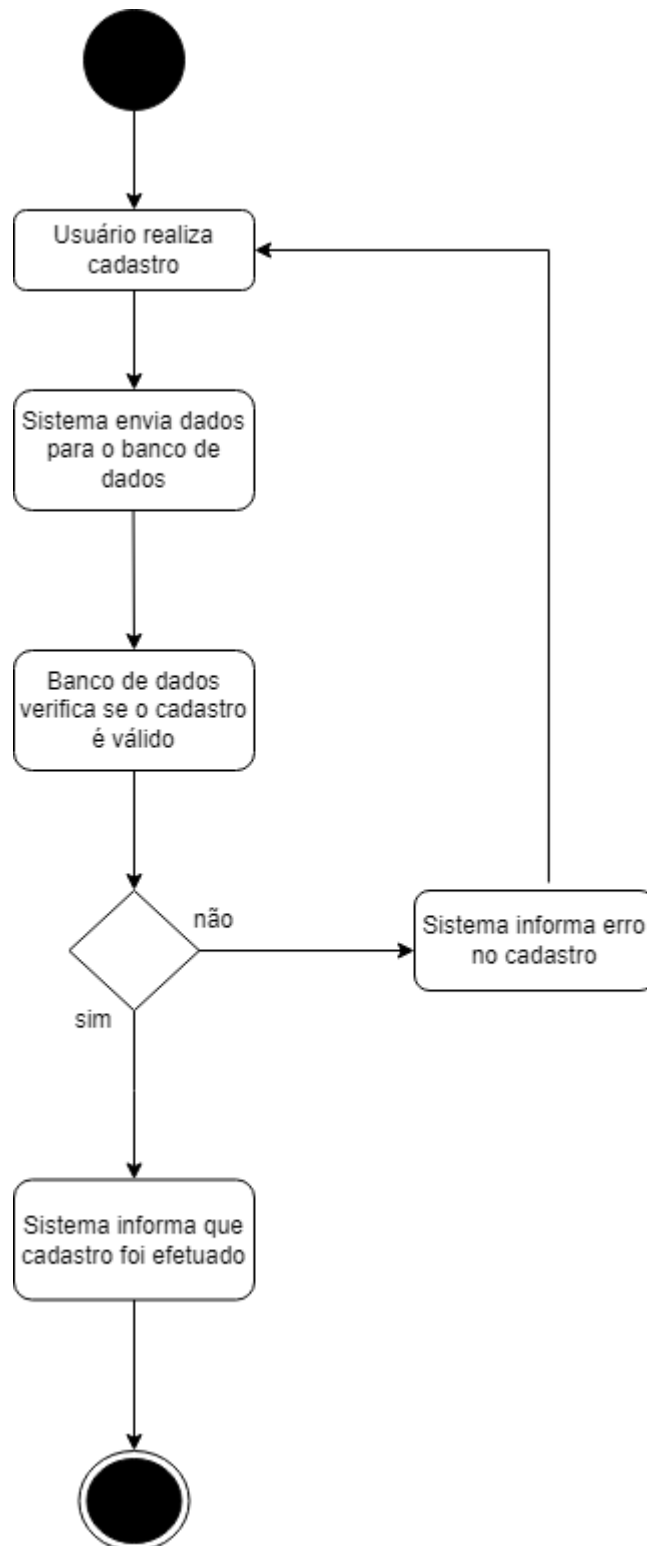 Usuário realiza
cadastro
Sistema envia dados
para o banco de
dados
Banco de dados
verifica se o cadastro
é válido
não
Sistema informa erro
no cadastro
sim
Sistema informa que
cadastro foi efetuado